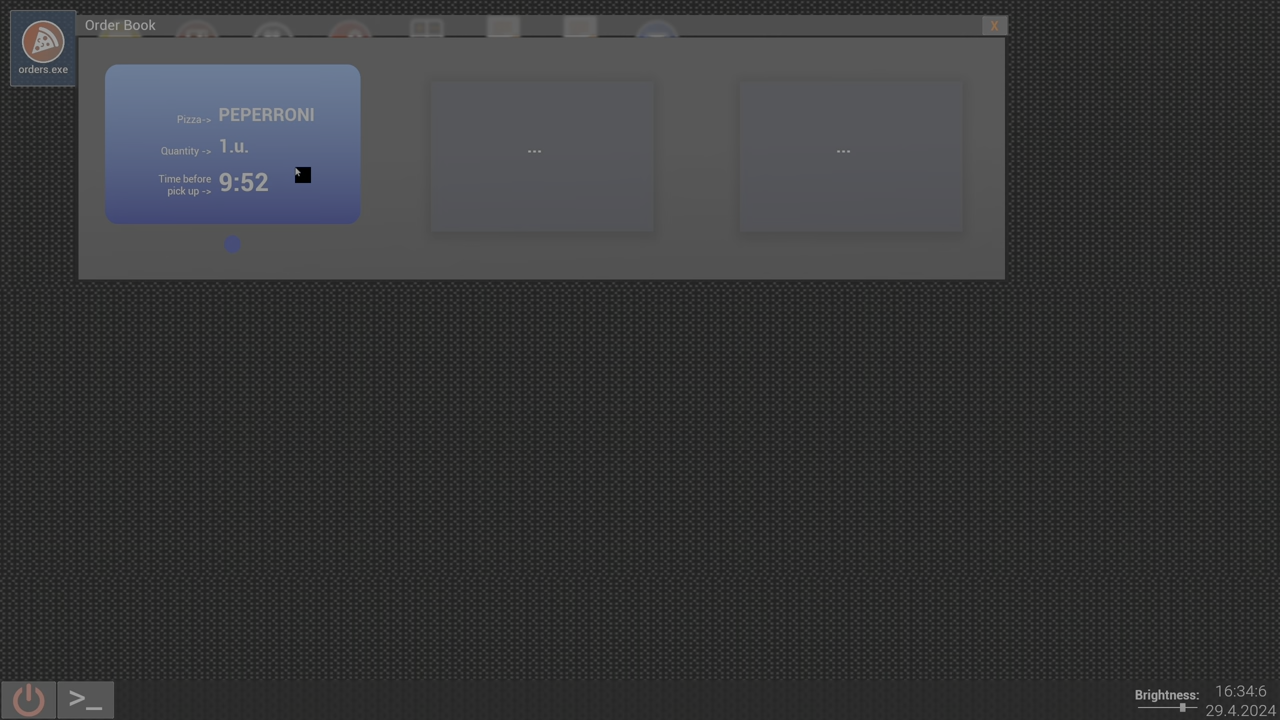 Order Book
X
orders.exe
Pizza->
PEPERRONI
Quantity ->
1.u.
Time before
pick up ->
9:52
...
...
>_
Brightness:
16:34:6
29.4.2024